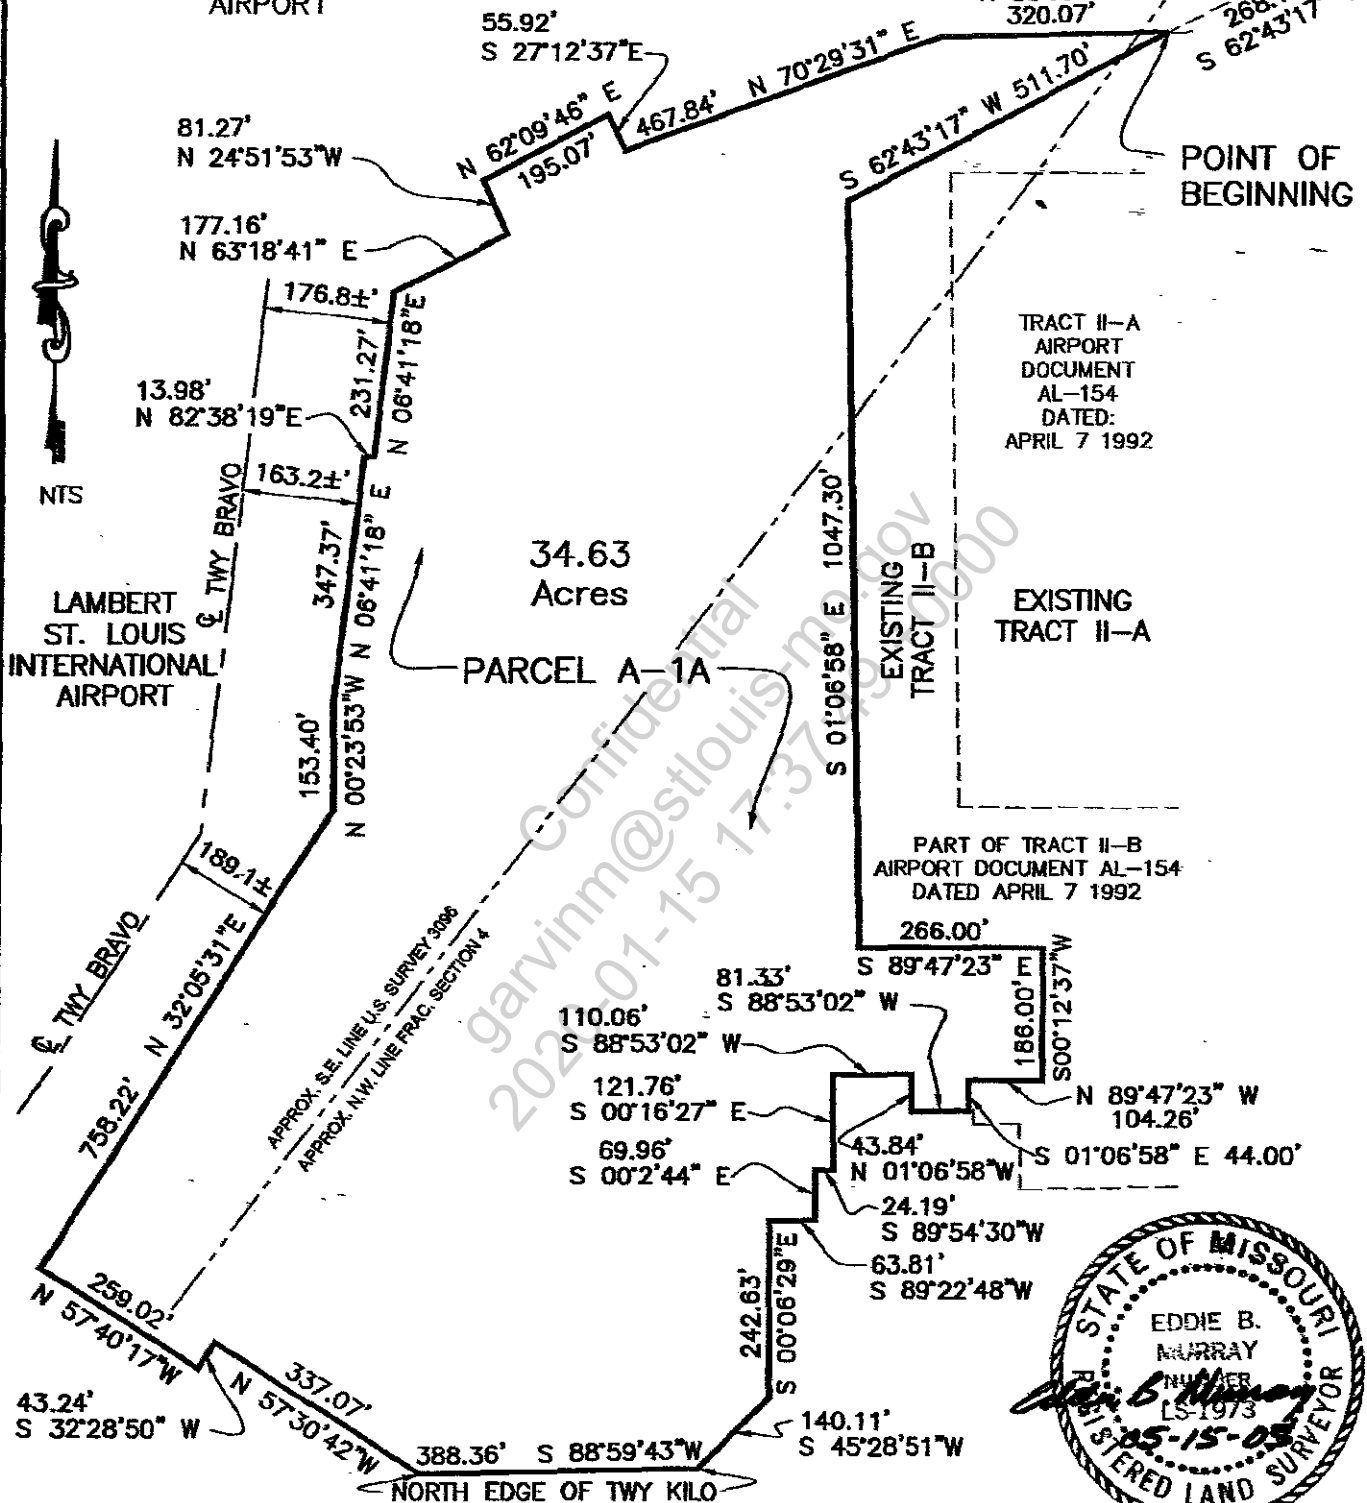 AIRPORT
55.92'
S 27°12'37"E
320.07'
S 62°43'17"
N 70°29'31" E
467.84'
S 62°43'17" W 511.70'
N 62°09'46" E
195.07'
81.27'
N 24°51'53"W
POINT OF
BEGINNING
177.16'
N 63°18'41" E
176.8±'
231.27'
N 06°41'18"E
TRACT II-A
AIRPORT
DOCUMENT
AL-154
DATED:
APRIL 7 1992
13.98'
N 82°38'19"E
163.2±'
NTS
℄ TWY BRAVO
347.37'
N 06°41'18" E
34.63
Acres
S 01°06'58" E 1047.30'
EXISTING
TRACT II-B
EXISTING
TRACT II-A
LAMBERT
ST. LOUIS
INTERNATIONAL
AIRPORT
PARCEL A-1A
153.40'
N 00°23'53"W
Confidential
garvinm@stlouis-mo.gov
PART OF TRACT II-B
AIRPORT DOCUMENT AL-154
DATED APRIL 7 1992
189.1±
℄ TWY BRAVO
N 32°05'31"E
758.22'
APPROX. S.E. LINE U.S. SURVEY 3096
APPROX. N.W. LINE FRAC. SECTION 4
266.00'
S 89°47'23" E
186.00'
S00°12'37"W
81.33'
S 88°53'02" W
110.06'
S 88°53'02" W
121.76'
S 00°16'27" E
N 89°47'23" W
104.26'
69.96'
S 00°2'44" E
43.84'
N 01°06'58"W
S 01°06'58" E 44.00'
24.19'
S 89°54'30"W
63.81'
S 89°22'48"W
242.63'
S 00°06'29"E
259.02'
N 57°40'17"W
43.24'
S 32°28'50" W
337.07'
N 57°30'42"W
140.11'
S 45°28'51"W
388.36' S 88°59'43"W
NORTH EDGE OF TWY KILO
STATE OF MISSOURI
EDDIE B.
MURRAY
NUMBER
LS-1973
REGISTERED LAND SURVEYOR